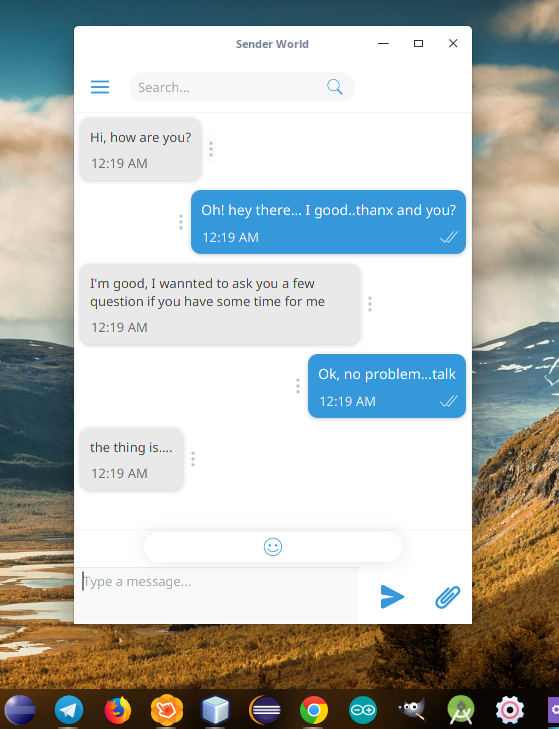 Sender World
Search...
Hi, how are you?
12:19 AM
Oh! hey there... I good..thanx and you?
12:19 AM
I'm good, I wannted to ask you a few
question if you have some time for me
12:19 AM
Ok, no problem...talk
12:19 AM
the thing is....
12:19 AM
Type a message...